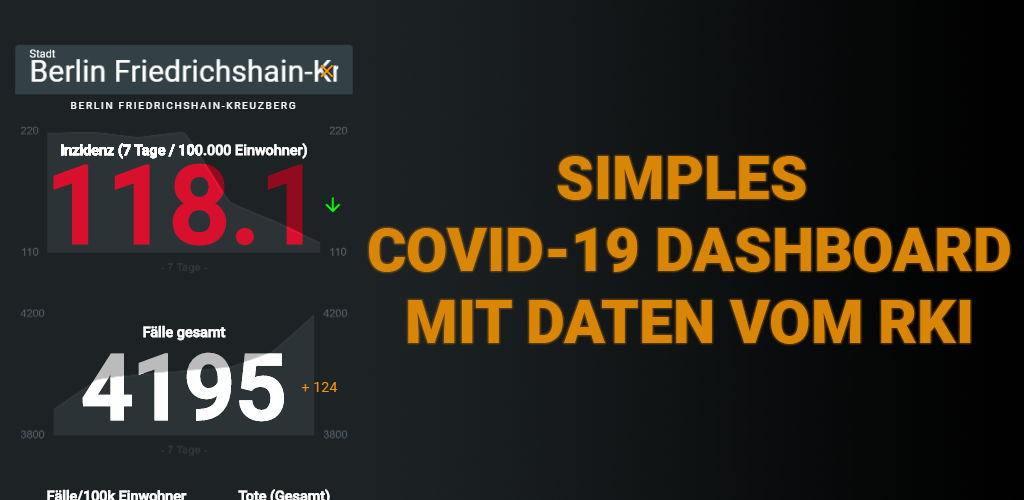 Stadt
Berlin Friedrichshain-Kr
BERLIN FRIEDRICHSHAIN-KREUZBERG
220
220
Inzidenz (7 Tage / 100.000 Einwohner)
118.1
110
110
- 7 Tage -
4200
4200
Fälle gesamt
4195
+ 124
3800
3800
- 7 Tage -
Fälle/100k Einwohner
Tote (Gesamt)
SIMPLES
COVID-19 DASHBOARD
MIT DATEN VOM RKI